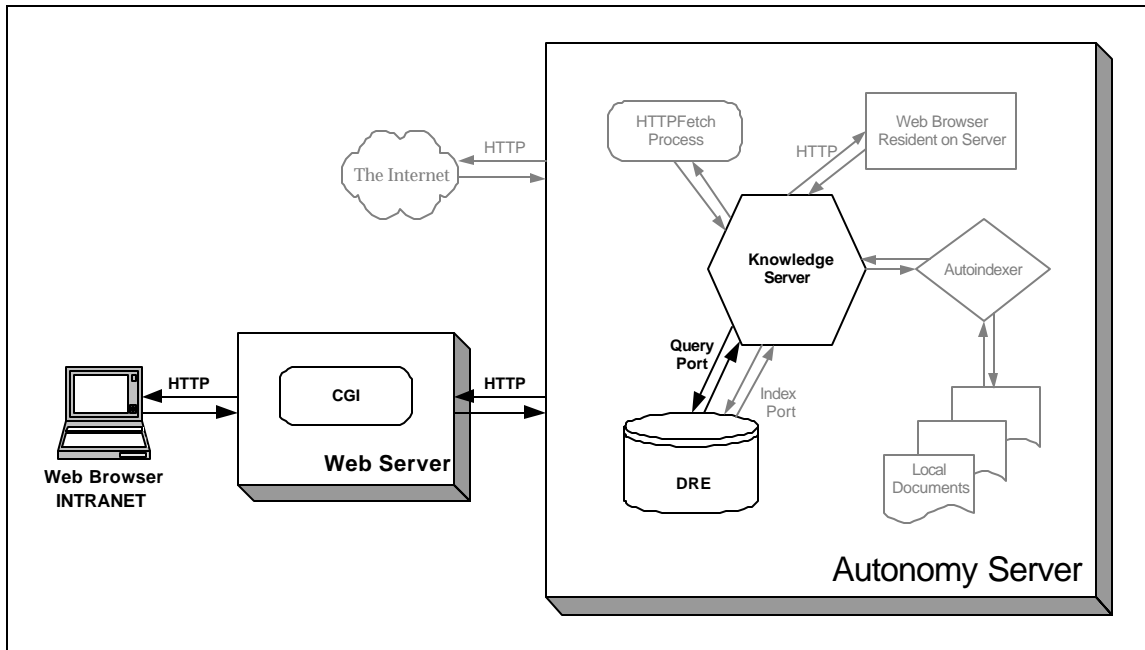 HTTPFetch
Process
Web Browser
Resident on Server
HTTP
HTTP
The Internet
Knowledge
Server
Autoindexer
Query
Port
Index
Port
HTTP
HTTP
CGI
Web Server
Web Browser
INTRANET
DRE
Local
Documents
Autonomy Server